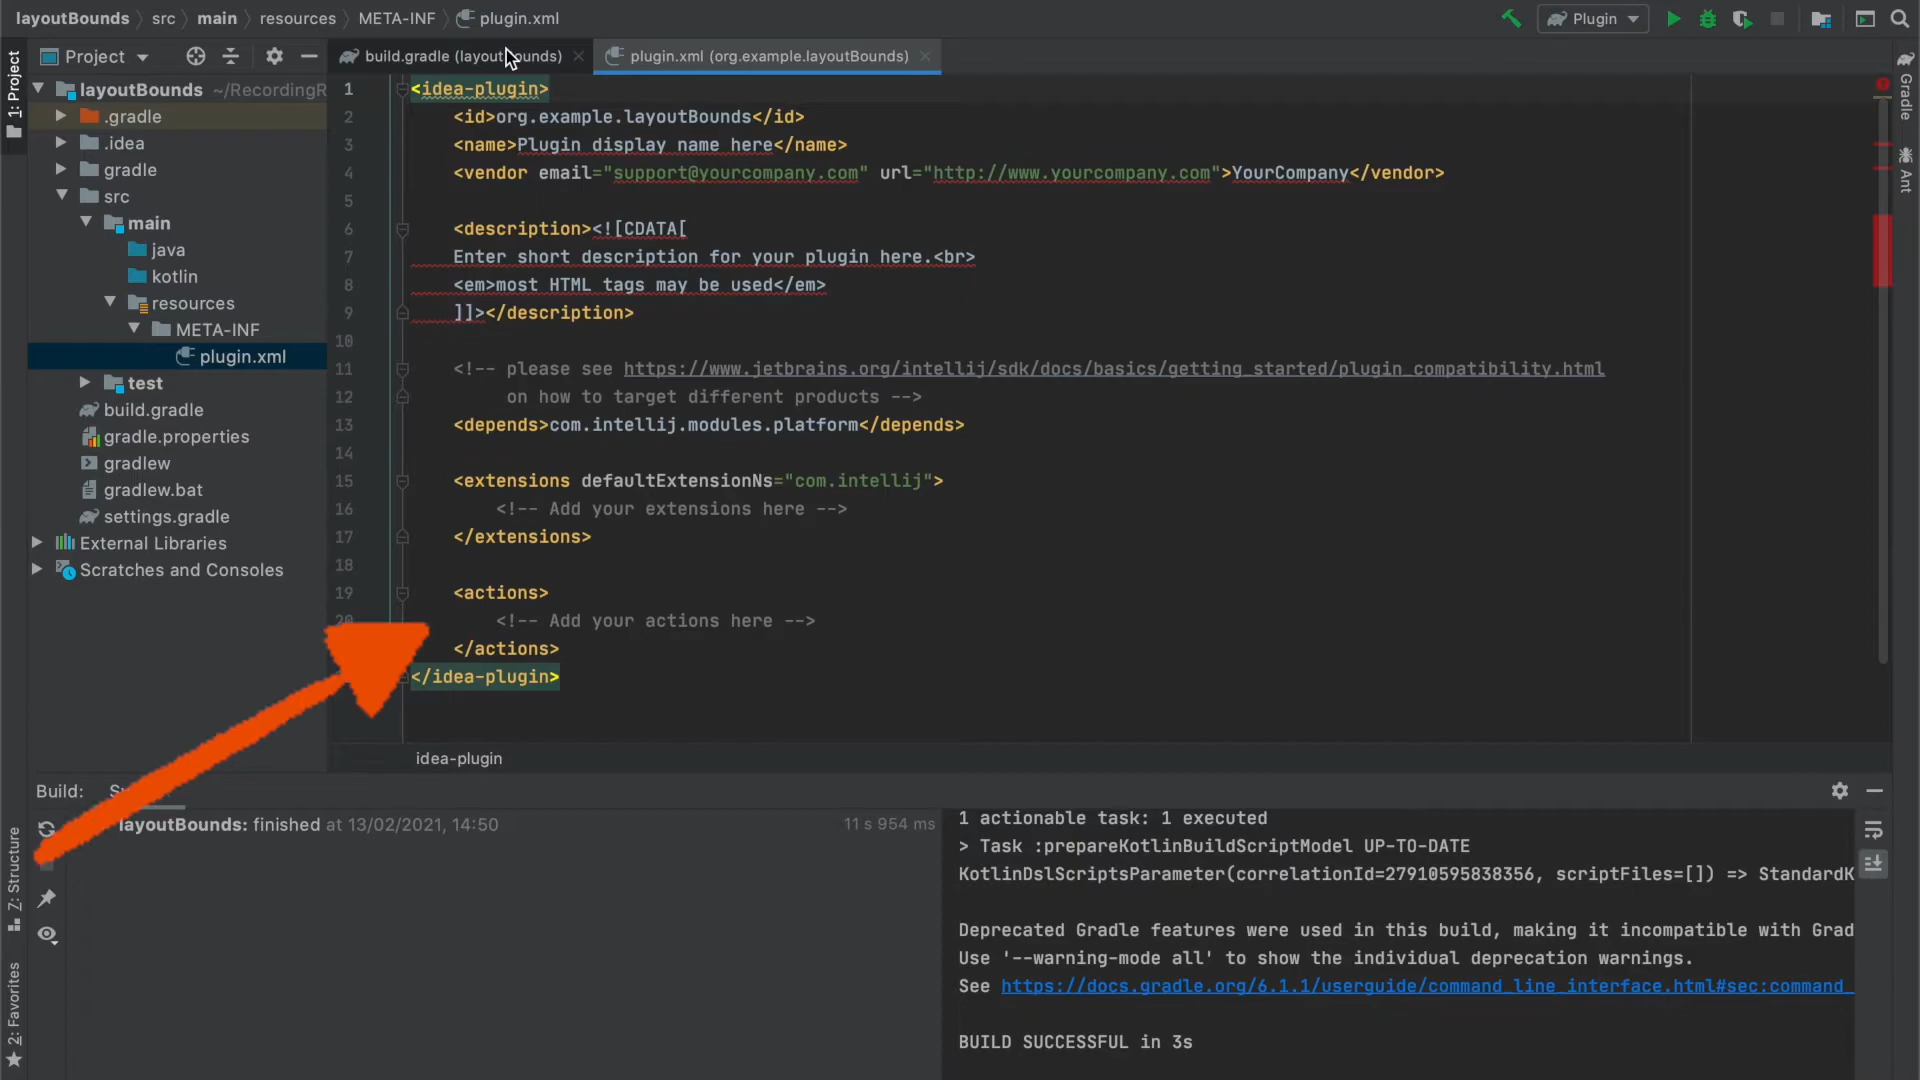 layoutBounds src main resources META-INF plugin.xml
Plugin
Project
build.gradle (layoutBounds)
plugin.xml (org.example.layoutBounds)
1: Project
layoutBounds ~/RecordingR
.gradle
.idea
gradle
src
main
java
kotlin
resources
META-INF
plugin.xml
test
build.gradle
gradle.properties
gradlew
gradlew.bat
settings.gradle
External Libraries
Scratches and Consoles
1 <idea-plugin>
2 <id>org.example.layoutBounds</id>
3 <name>Plugin display name here</name>
4 <vendor email="support@yourcompany.com" url="http://www.yourcompany.com">YourCompany</vendor>
5
6 <description><![CDATA[
7 Enter short description for your plugin here.<br>
8 <em>most HTML tags may be used</em>
9 ]]></description>
10
11 <!-- please see https://www.jetbrains.org/intellij/sdk/docs/basics/getting_started/plugin_compatibility.html
12 on how to target different products -->
13 <depends>com.intellij.modules.platform</depends>
14
15 <extensions defaultExtensionNs="com.intellij">
16 <!-- Add your extensions here -->
17 </extensions>
18
19 <actions>
20 <!-- Add your actions here -->
</actions>
</idea-plugin>
idea-plugin
Gradle
Ant
Build:
layoutBounds: finished at 13/02/2021, 14:50 11 s 954 ms
1 actionable task: 1 executed
> Task :prepareKotlinBuildScriptModel UP-TO-DATE
KotlinDslScriptsParameter(correlationId=27910595838356, scriptFiles=[]) => StandardK
Deprecated Gradle features were used in this build, making it incompatible with Grad
Use '--warning-mode all' to show the individual deprecation warnings.
See https://docs.gradle.org/6.1.1/userguide/command_line_interface.html#sec:command_
BUILD SUCCESSFUL in 3s
Z: Structure
2: Favorites